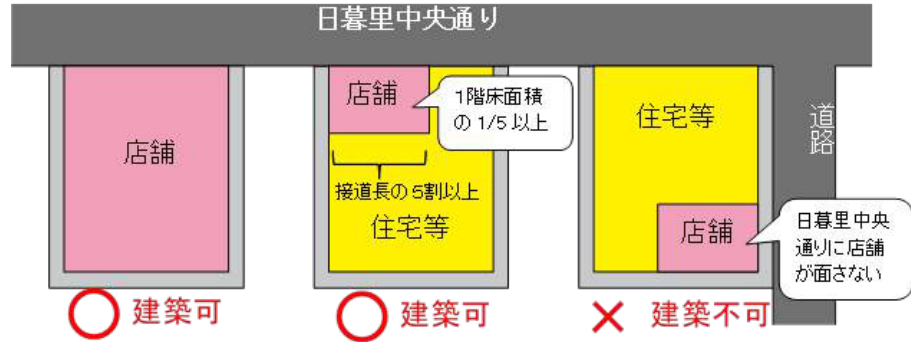 日暮里中央通り
店舗
店舗
1階床面積
の 1/5 以上
接道長の5割以上
住宅等
住宅等
道路
店舗
日暮里中央
通りに店舗
が面さない
建築可
建築可
建築不可